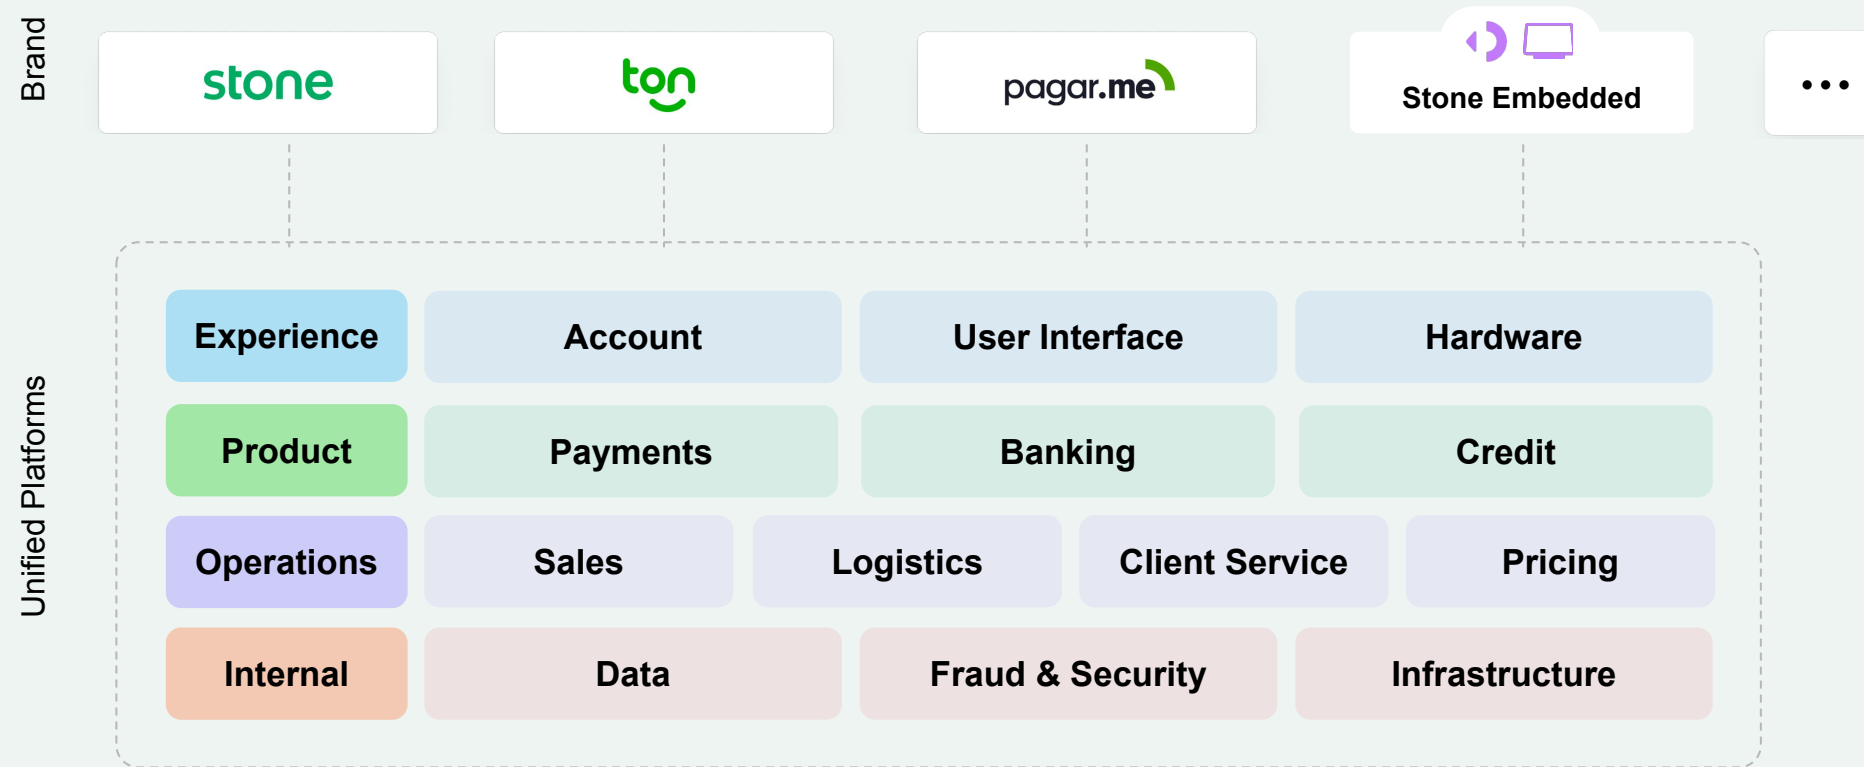 Brand
stone
ton
pagar.me
Stone Embedded
...
Unified Platforms
Experience
Account
User Interface
Hardware
Product
Payments
Banking
Credit
Operations
Sales
Logistics
Client Service
Pricing
Internal
Data
Fraud & Security
Infrastructure